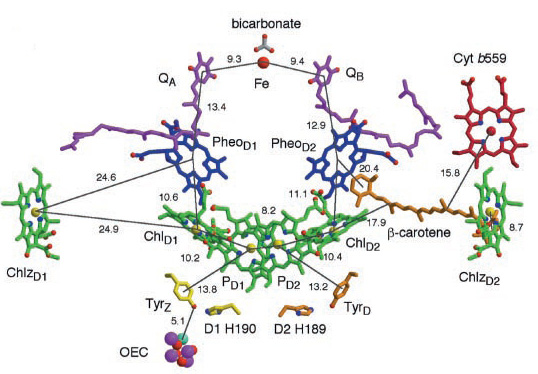 bicarbonate
9.3
9.4
Fe
QA
QB
Cyt b559
13.4
12.9
PheoD1
PheoD2
20.4
15.8
24.6
10.6
11.1
8.2
17.9
β-carotene
24.9
ChlD1
ChlD2
8.7
ChlzD1
10.2
10.4
ChlzD2
PD1
PD2
13.8
13.2
TyrZ
TyrD
D1 H190
D2 H189
5.1
OEC